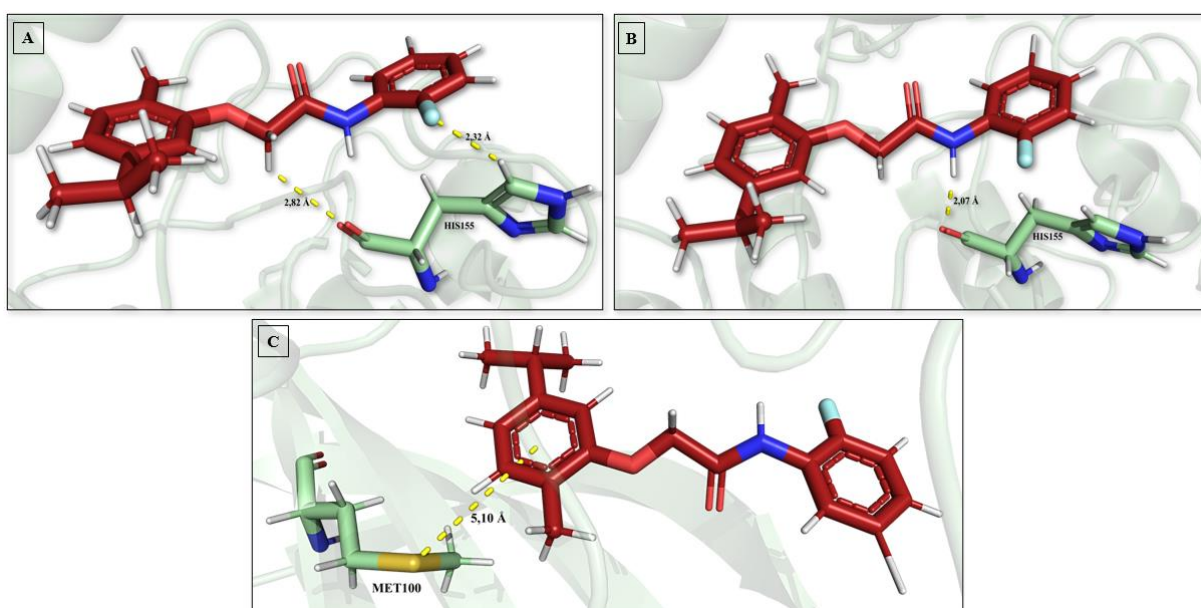 A
2,32 Å
2,82 Å
HIS155
B
2,07 Å
HIS155
C
5,10 Å
MET100